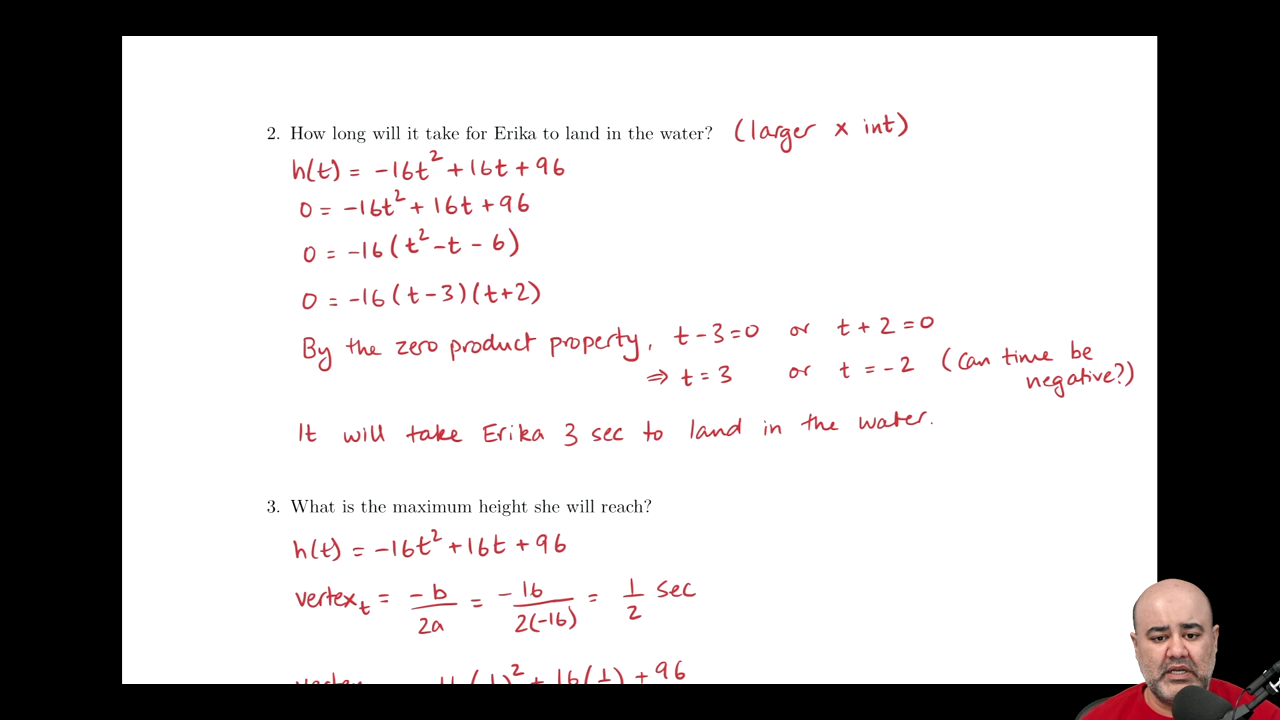 2. How long will it take for Erika to land in the water? (larger x int)
h(t) = -16t² + 16t + 96
0 = -16t² + 16t + 96
0 = -16(t² - t - 6)
0 = -16(t-3)(t+2)
By the zero product property, t-3=0 or t+2=0
⇒ t=3 or t=-2 (can time be negative?)
It will take Erika 3 sec to land in the water.
3. What is the maximum height she will reach?
h(t) = -16t² + 16t + 96
vertex_t = -b/2a = -16/2(-16) = 1/2 sec